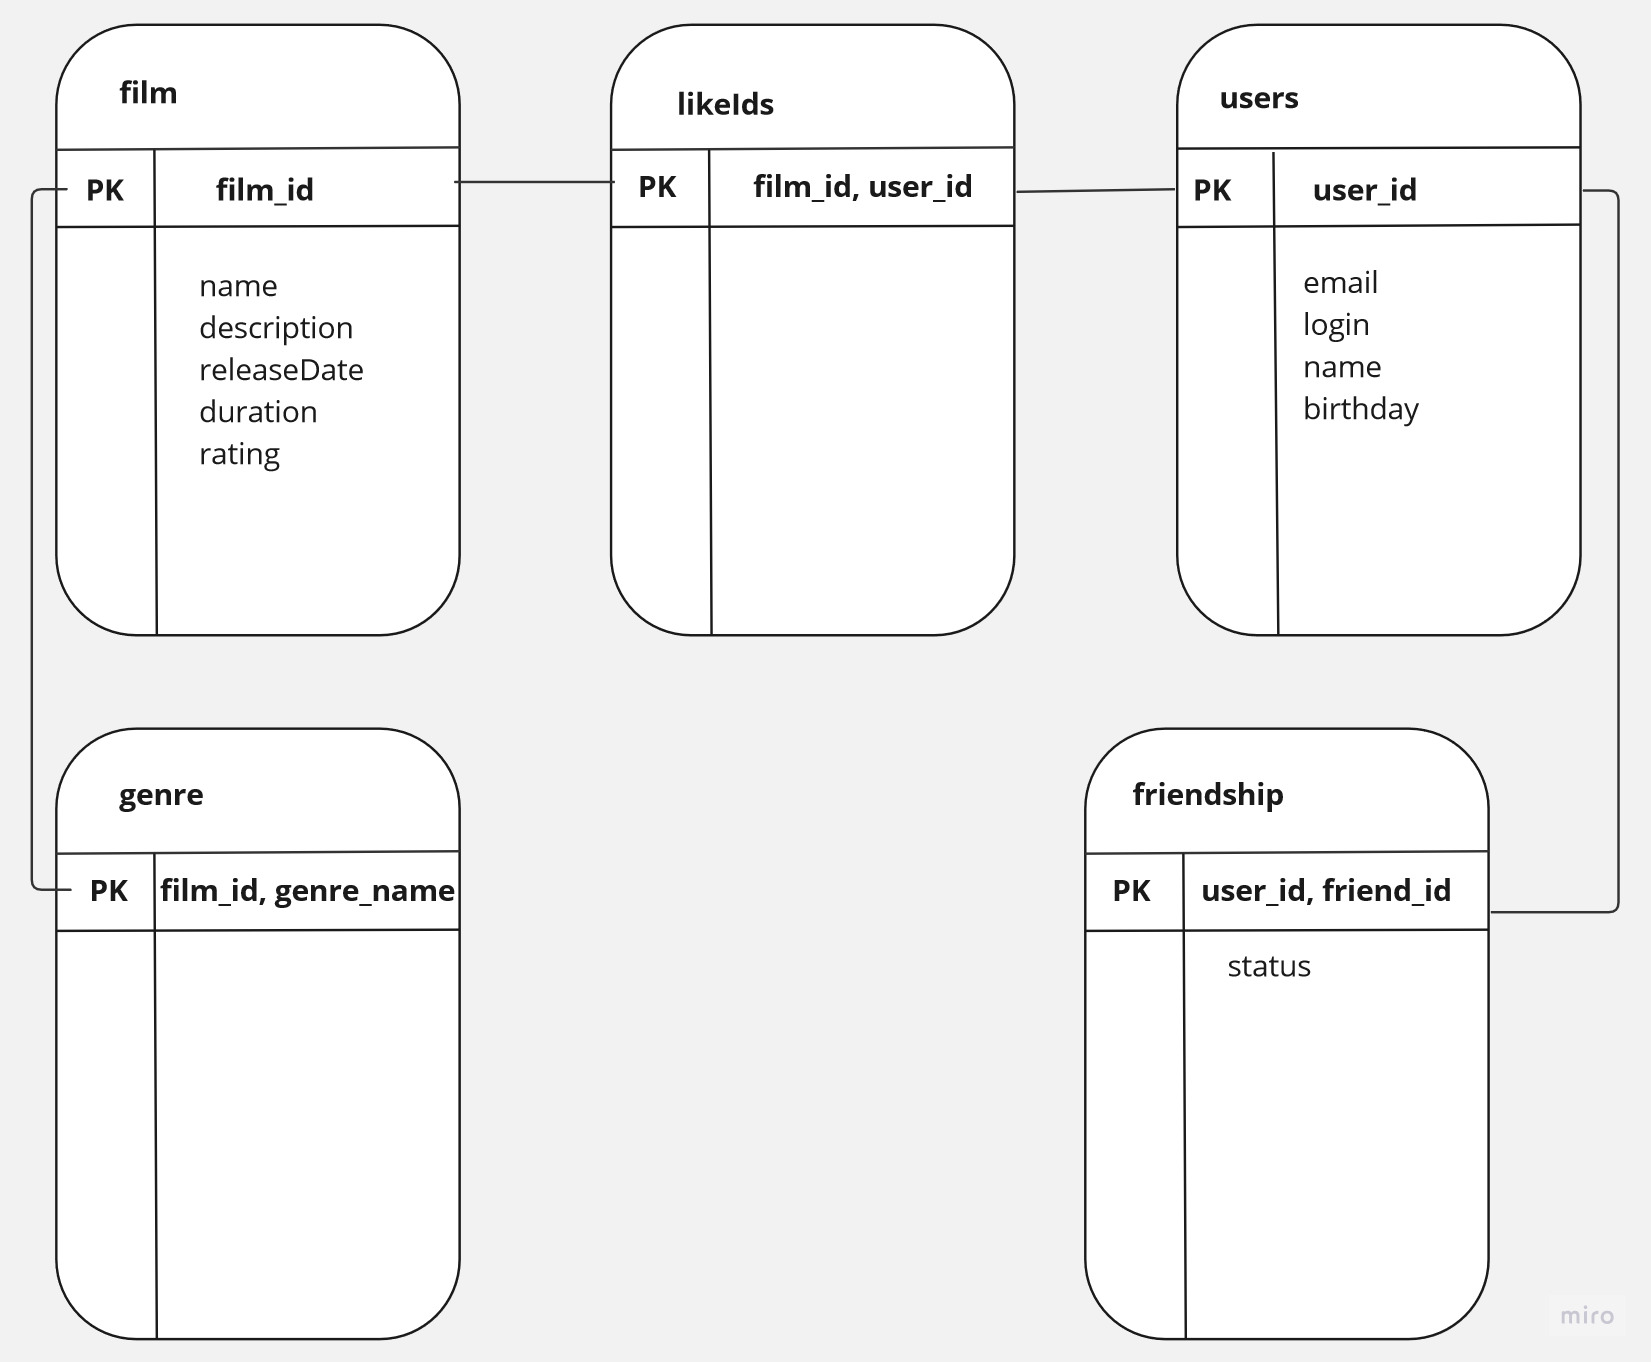 film
PK film_id
name
description
releaseDate
duration
rating
likeIds
PK film_id, user_id
users
PK user_id
email
login
name
birthday
genre
PK film_id, genre_name
friendship
PK user_id, friend_id
status
miro